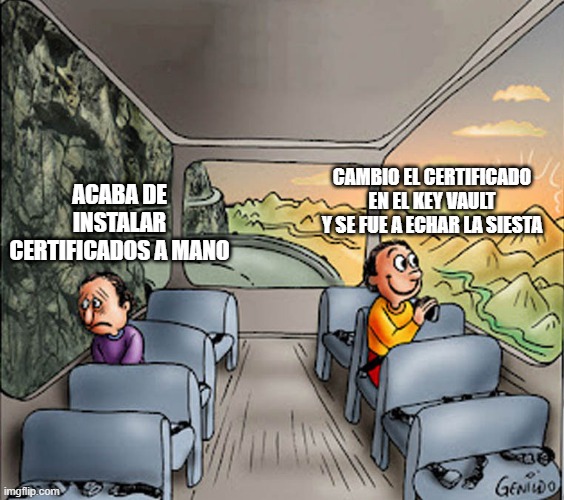 ACABA DE
INSTALAR
CERTIFICADOS A MANO
CAMBIO EL CERTIFICADO
EN EL KEY VAULT
Y SE FUE A ECHAR LA SIESTA
GENILDO
imgflip.com